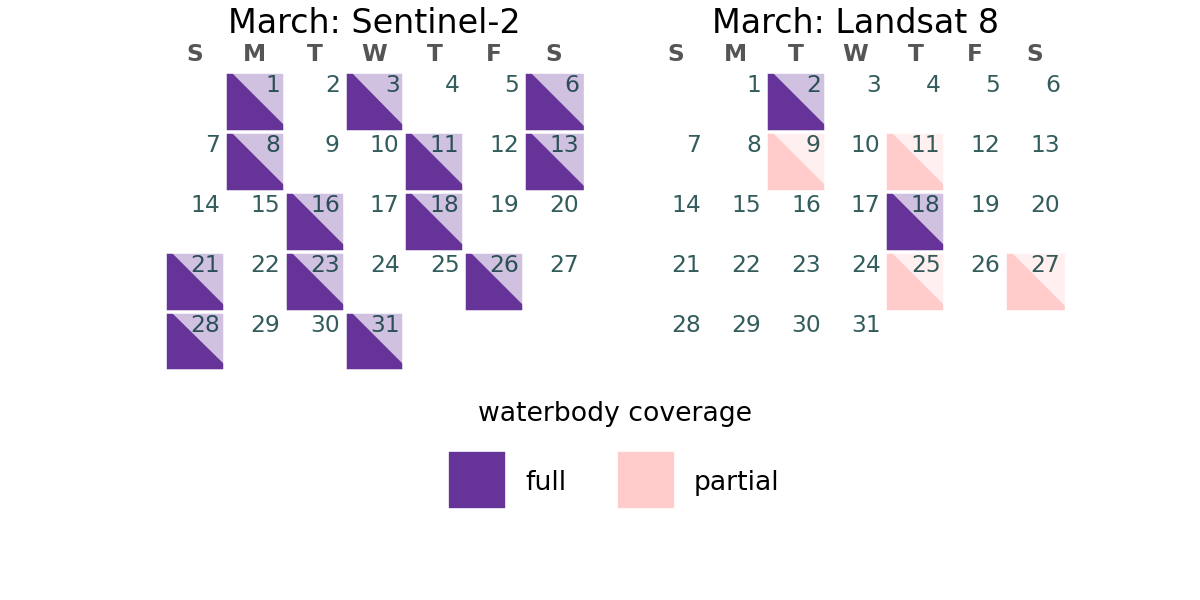 March: Sentinel-2
S M T W T F S
1 2 3 4 5 6
7 8 9 10 11 12 13
14 15 16 17 18 19 20
21 22 23 24 25 26 27
28 29 30 31
March: Landsat 8
S M T W T F S
1 2 3 4 5 6
7 8 9 10 11 12 13
14 15 16 17 18 19 20
21 22 23 24 25 26 27
28 29 30 31
waterbody coverage
full partial